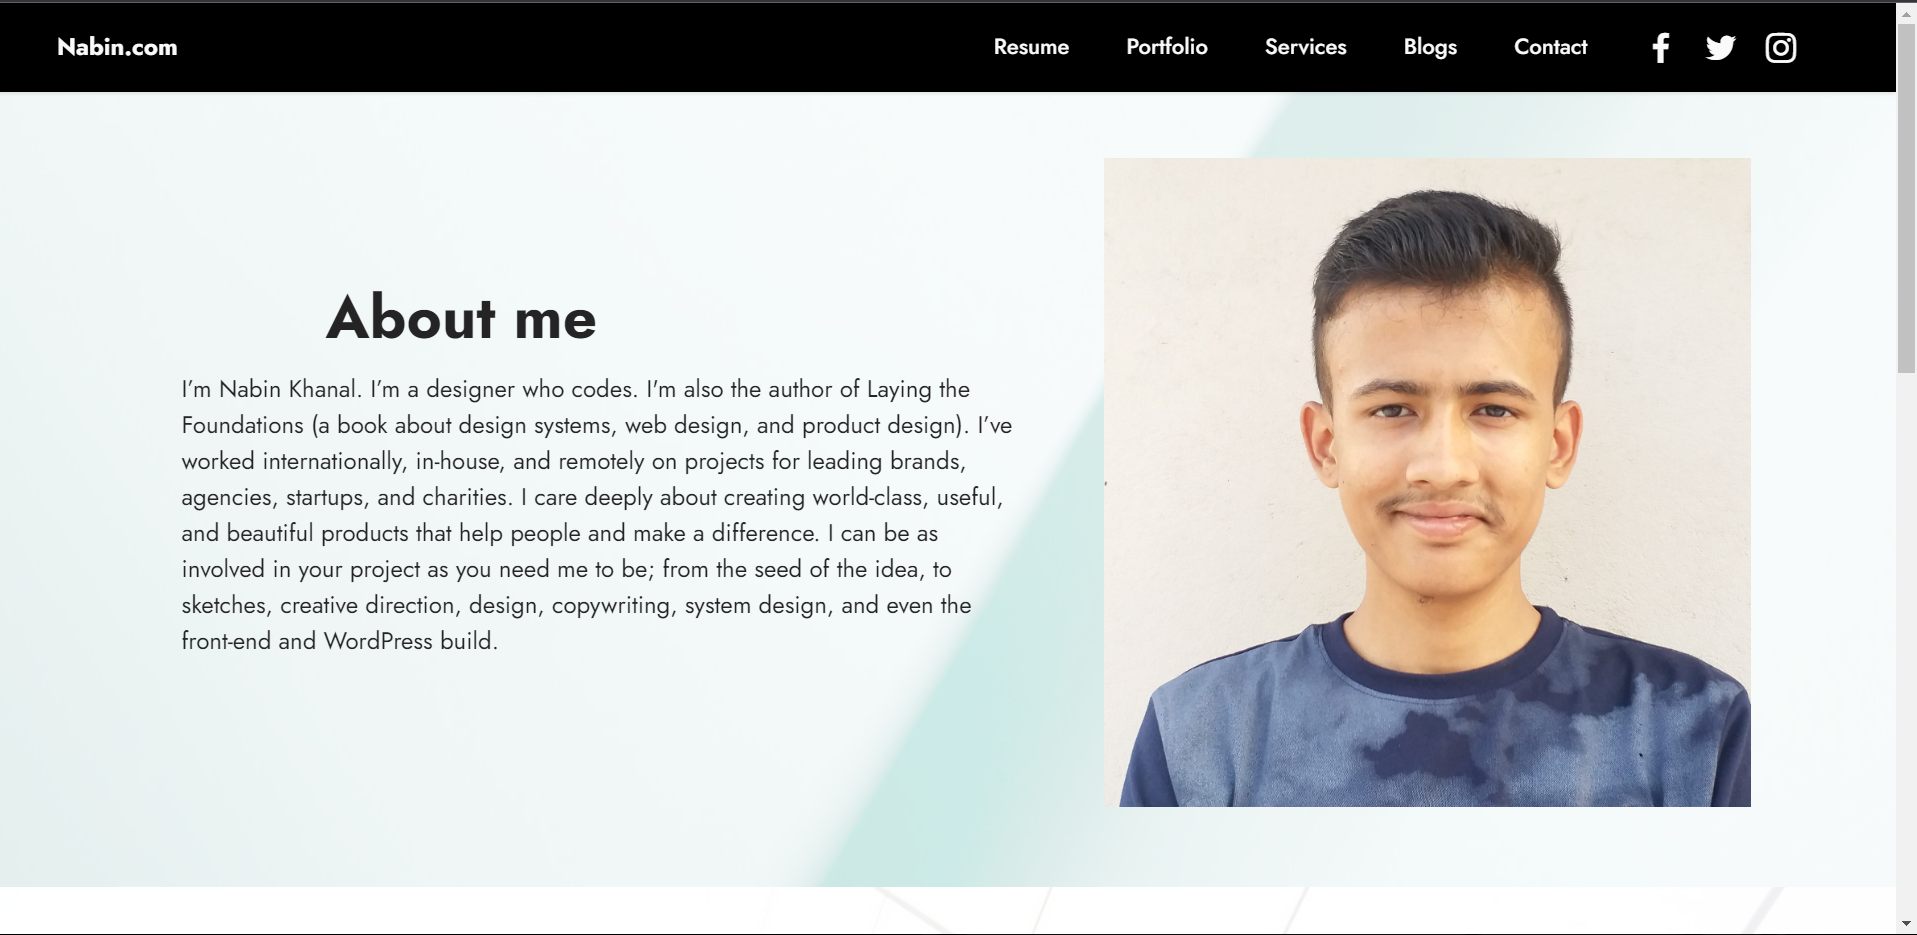 Nabin.com
Resume Portfolio Services Blogs Contact
About me
I’m Nabin Khanal. I’m a designer who codes. I'm also the author of Laying the
Foundations (a book about design systems, web design, and product design). I’ve
worked internationally, in-house, and remotely on projects for leading brands,
agencies, startups, and charities. I care deeply about creating world-class, useful,
and beautiful products that help people and make a difference. I can be as
involved in your project as you need me to be; from the seed of the idea, to
sketches, creative direction, design, copywriting, system design, and even the
front-end and WordPress build.